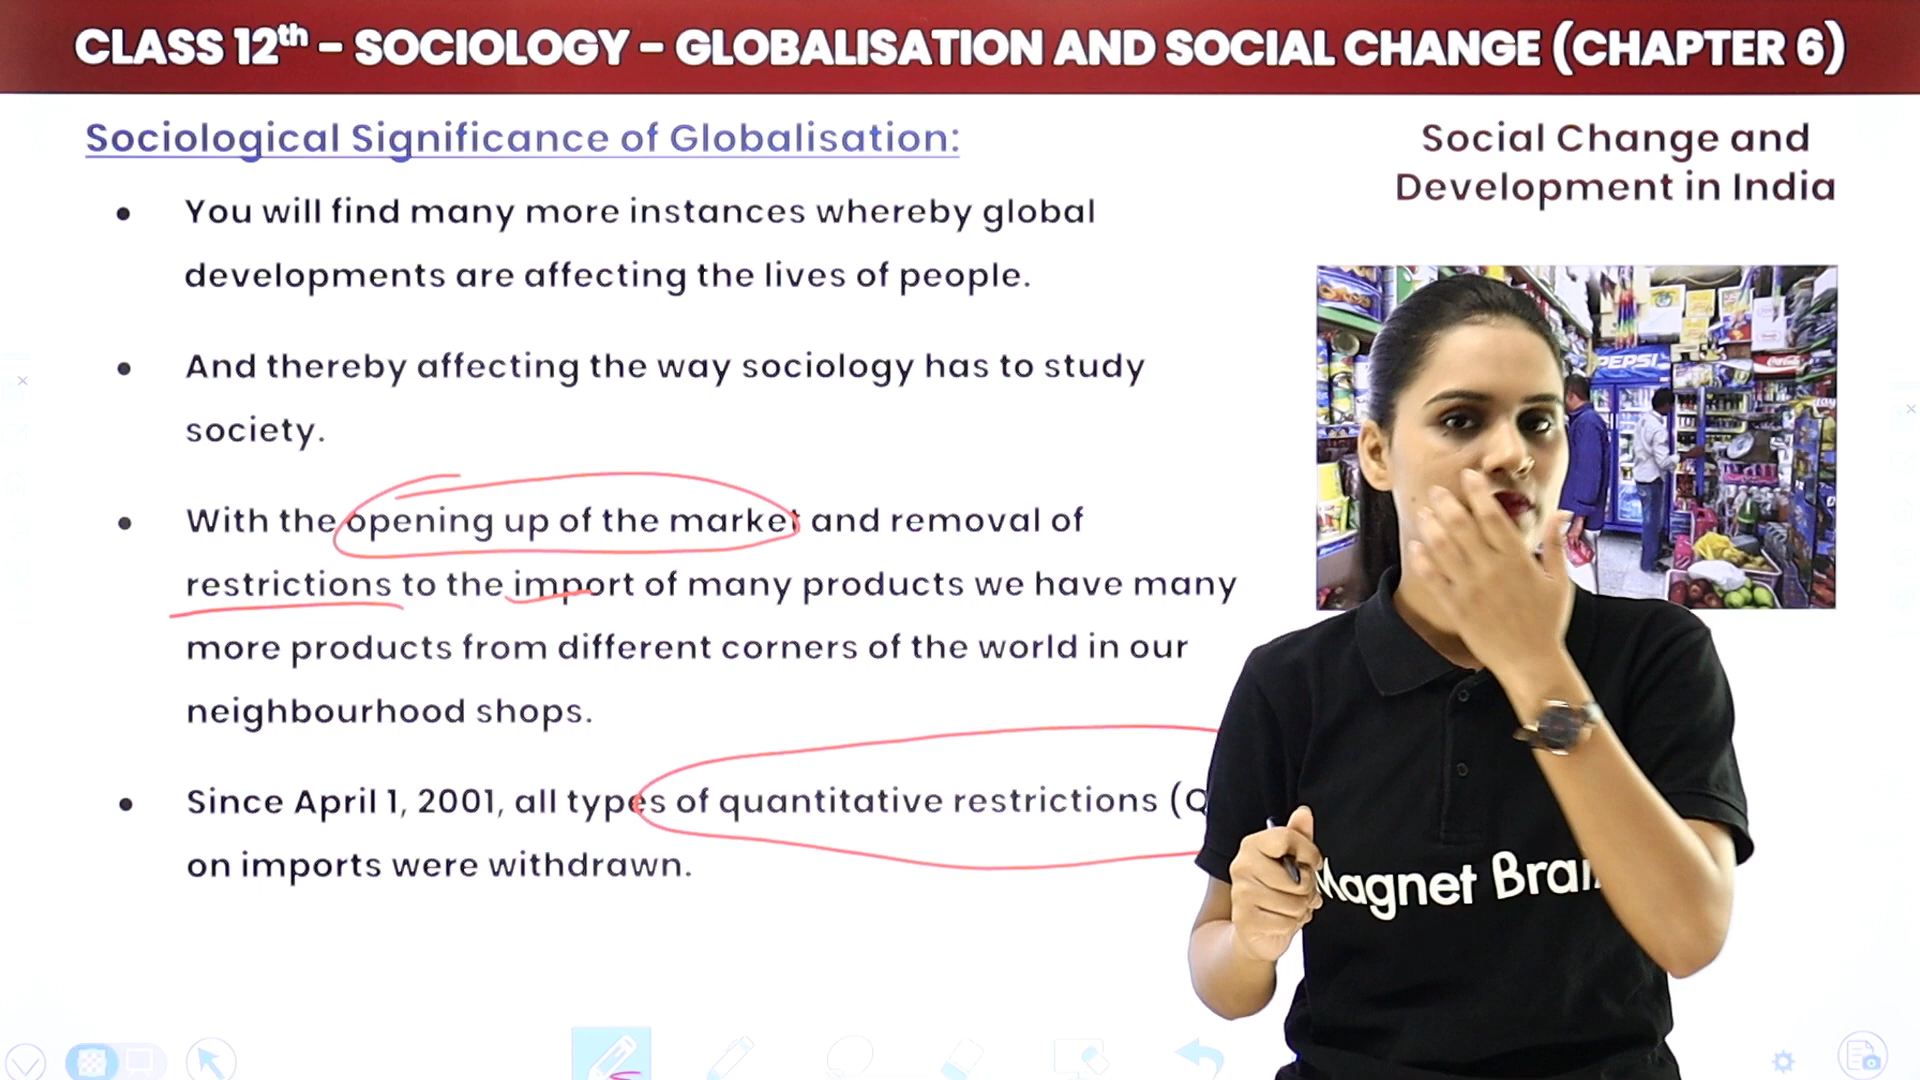 CLASS 12th – SOCIOLOGY – GLOBALISATION AND SOCIAL CHANGE (CHAPTER 6)
Sociological Significance of Globalisation:
Social Change and
Development in India
• You will find many more instances whereby global
developments are affecting the lives of people.
• And thereby affecting the way sociology has to study
society.
• With the opening up of the market and removal of
restrictions to the import of many products we have many
more products from different corners of the world in our
neighbourhood shops.
• Since April 1, 2001, all types of quantitative restrictions (Q
on imports were withdrawn.
PEPSI
Coca-Cola
Magnet Brai